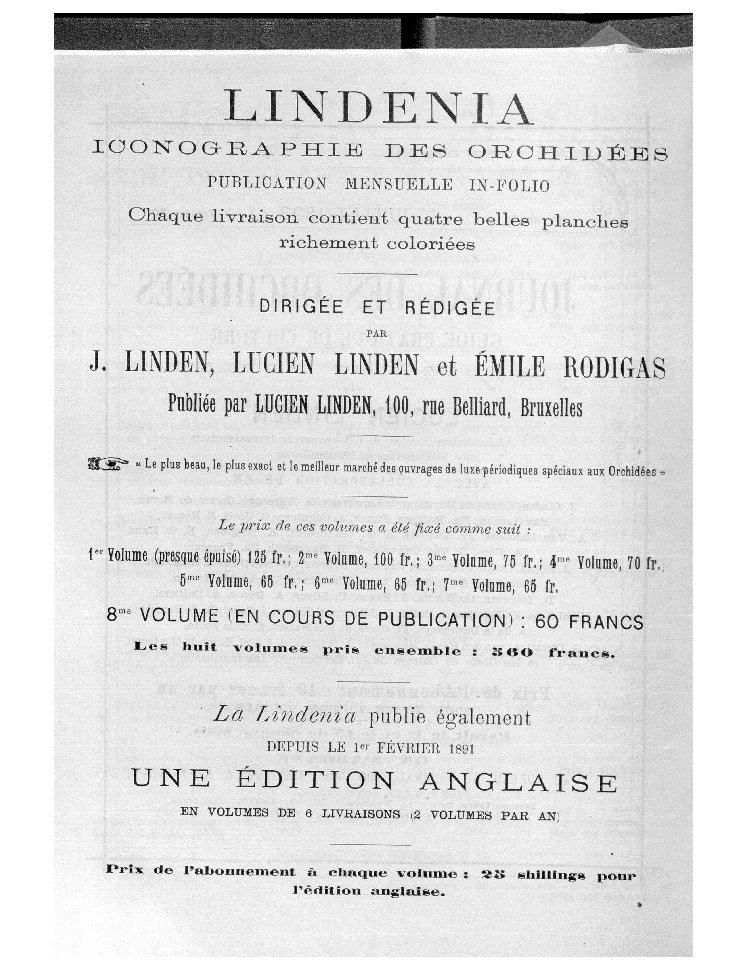 LINDENIA
ICONOGRAPHIE DES ORCHIDÉES
PUBLICATION MENSUELLE IN-FOLIO
Chaque livraison contient quatre belles planches
richement coloriées
DIRIGÉE ET RÉDIGÉE
PAR
J. LINDEN, LUCIEN LINDEN et ÉMILE RODIGAS
Publiée par LUCIEN LINDEN, 100, rue Belliard, Bruxelles
« Le plus beau, le plus exact et le meilleur marché des ouvrages de luxe périodiques spéciaux aux Orchidées »
Le prix de ces volumes a été fixé comme suit :
1er Volume (presque épuisé) 125 fr.; 2me Volume, 100 fr.; 3me Volume, 75 fr.; 4me Volume, 70 fr.
5me Volume, 65 fr.; 6me Volume, 65 fr.; 7me Volume, 65 fr.
8me VOLUME (EN COURS DE PUBLICATION) : 60 FRANCS
Les huit volumes pris ensemble : 560 francs.
La Lindenia publie également
DEPUIS LE 1er FÉVRIER 1891
UNE ÉDITION ANGLAISE
EN VOLUMES DE 6 LIVRAISONS (2 VOLUMES PAR AN)
Prix de l'abonnement à chaque volume : 25 shillings pour
l'édition anglaise.